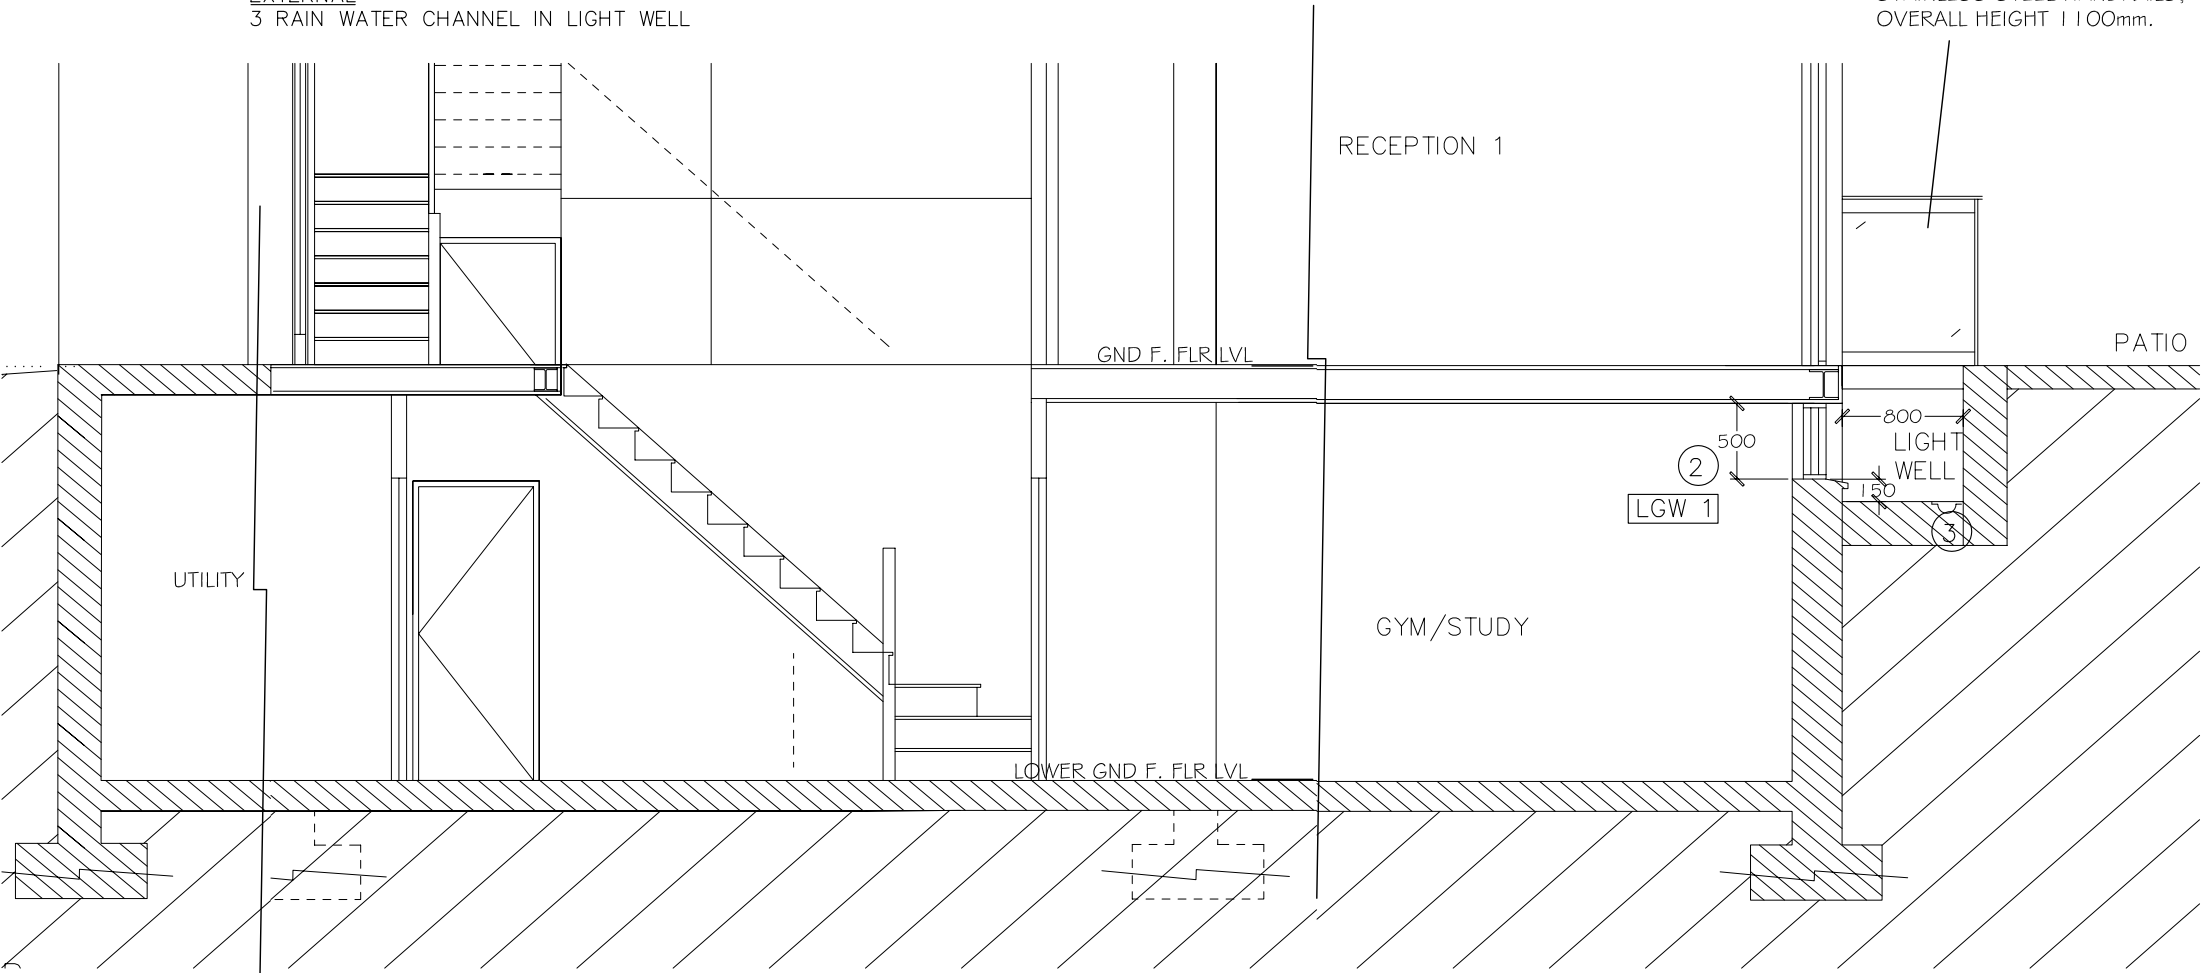 EXTERNAL
3 RAIN WATER CHANNEL IN LIGHT WELL
OVERALL HEIGHT 1100mm.
RECEPTION 1
PATIO
GND F. FLR LVL
800
500
LIGHT
WELL
2
150
LGW 1
3
UTILITY
GYM/STUDY
LOWER GND F. FLR LVL